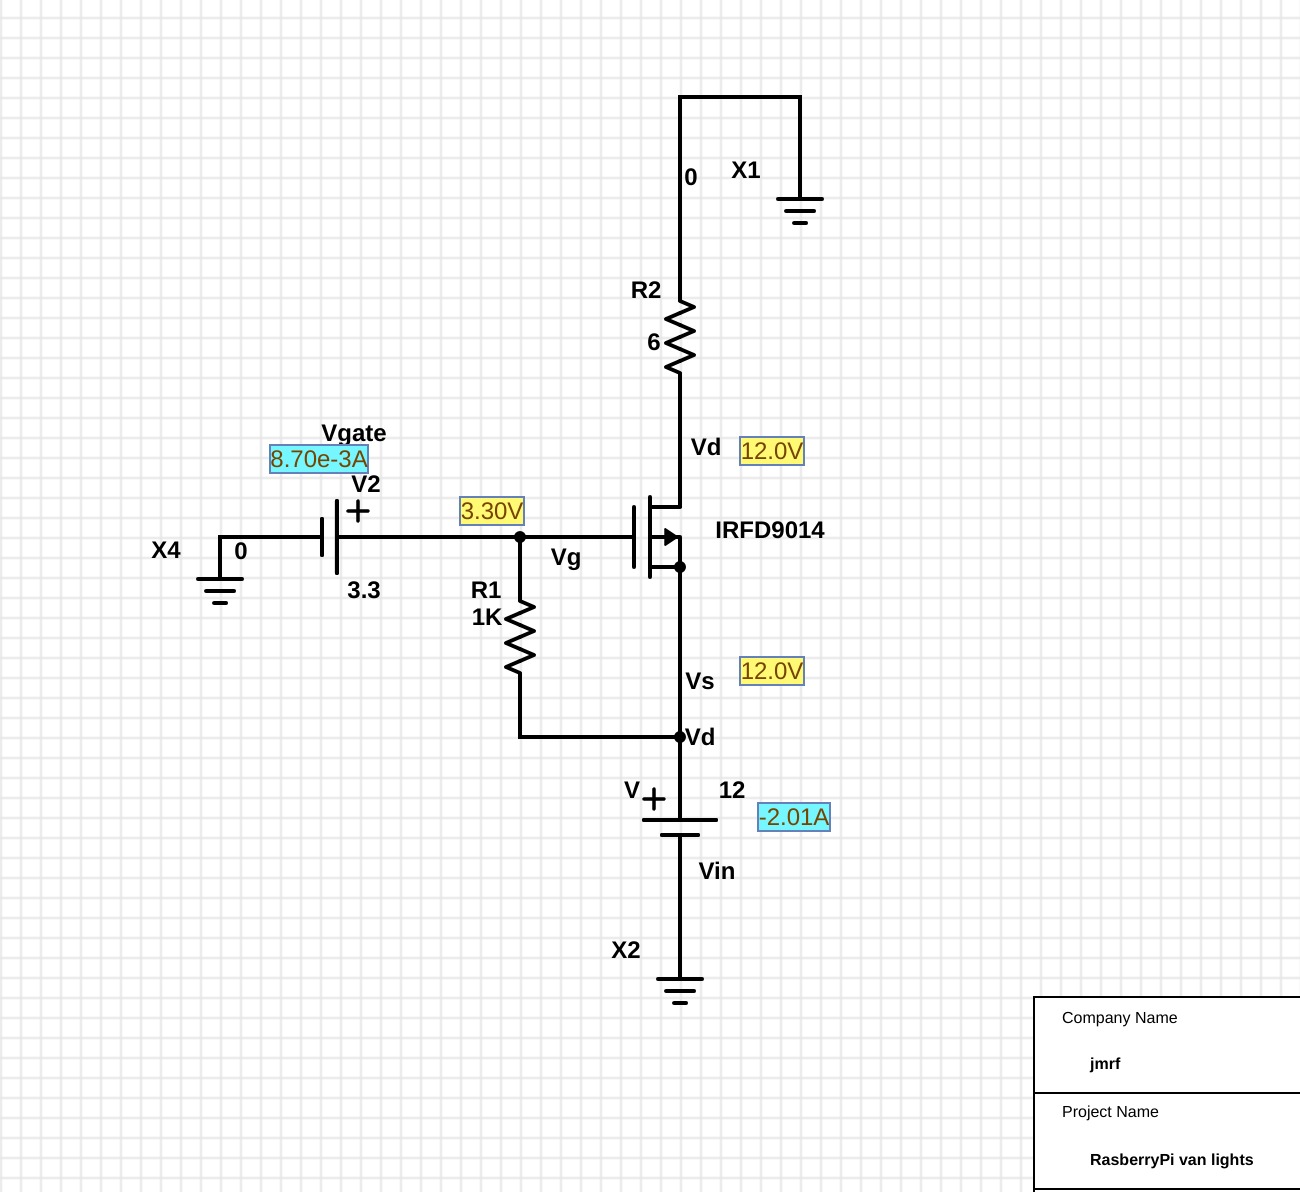 0
X1
R2
6
Vgate
8.70e-3A
V2
Vd
12.0V
3.30V
IRFD9014
X4
0
Vg
3.3
R1
1K
Vs
12.0V
Vd
V
12
-2.01A
Vin
X2
Company Name
jmrf
Project Name
RasberryPi van lights